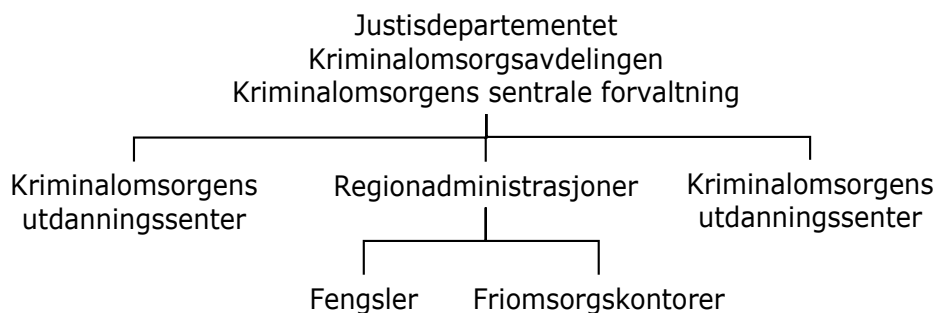 Justisdepartementet
Kriminalomsorgsavdelingen
Kriminalomsorgens sentrale forvaltning
Kriminalomsorgens
utdanningssenter
Regionadministrasjoner
Kriminalomsorgens
utdanningssenter
Fengsler
Friomsorgskontorer